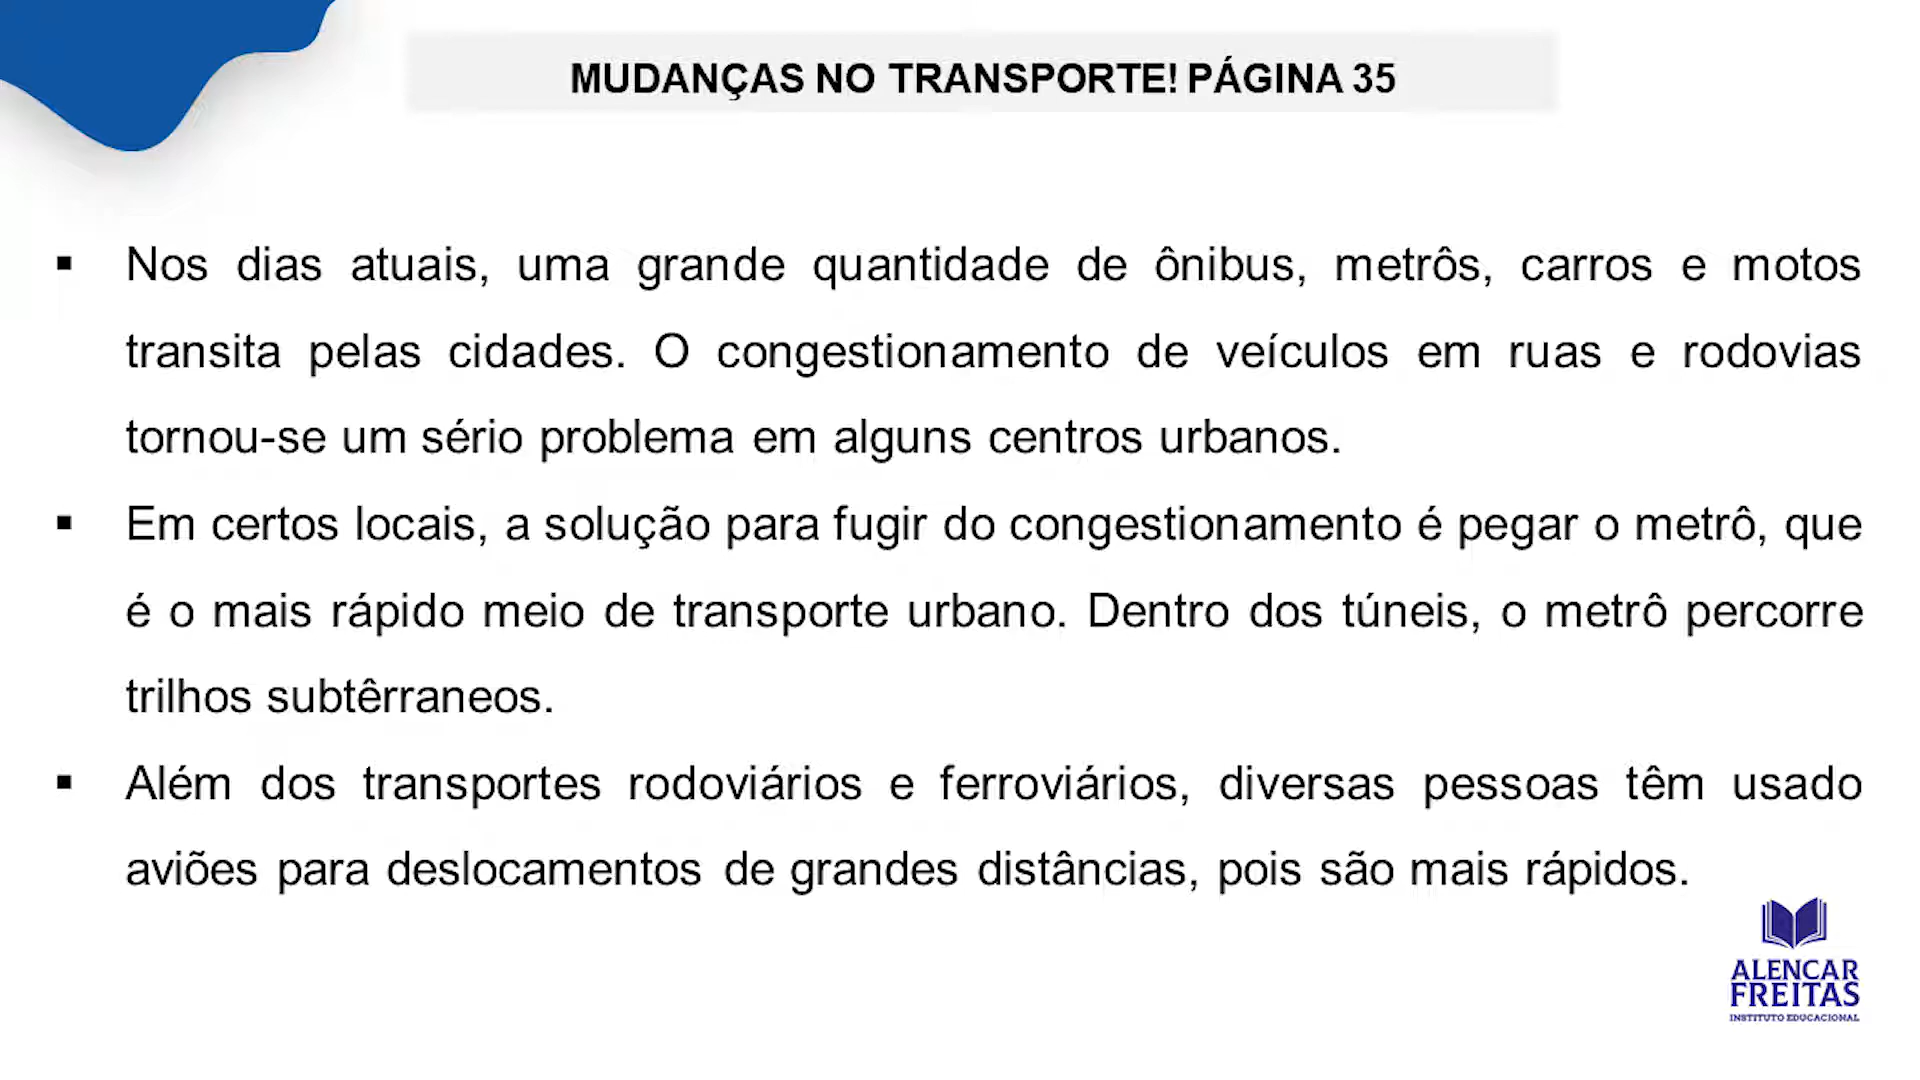 MUDANÇAS NO TRANSPORTE! PÁGINA 35
▪ Nos dias atuais, uma grande quantidade de ônibus, metrôs, carros e motos
transita pelas cidades. O congestionamento de veículos em ruas e rodovias
tornou-se um sério problema em alguns centros urbanos.
▪ Em certos locais, a solução para fugir do congestionamento é pegar o metrô, que
é o mais rápido meio de transporte urbano. Dentro dos túneis, o metrô percorre
trilhos subtêrraneos.
▪ Além dos transportes rodoviários e ferroviários, diversas pessoas têm usado
aviões para deslocamentos de grandes distâncias, pois são mais rápidos.
ALENCAR
FREITAS
INSTITUTO EDUCACIONAL